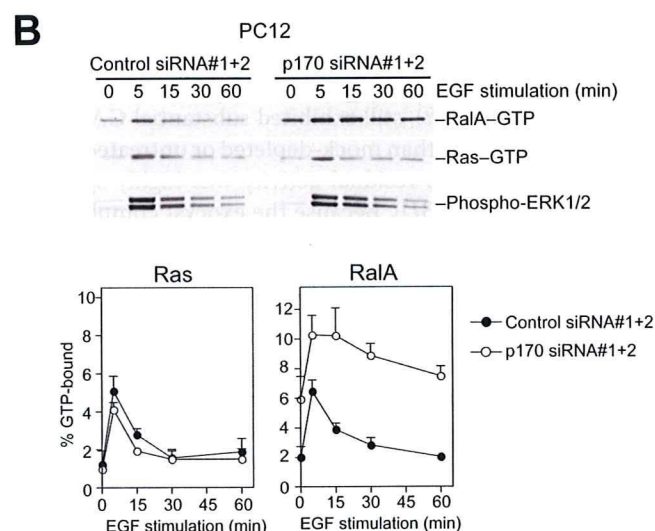 B
PC12
Control siRNA#1+2 p170 siRNA#1+2
0 5 15 30 60 0 5 15 30 60 EGF stimulation (min)
–RalA–GTP
–Ras–GTP
–Phospho-ERK1/2
Ras
% GTP-bound
10
8
6
4
2
0
0 15 30 45 60
EGF stimulation (min)
RalA
12
10
8
6
4
2
0
0 15 30 45 60
EGF stimulation (min)
Control siRNA#1+2
p170 siRNA#1+2